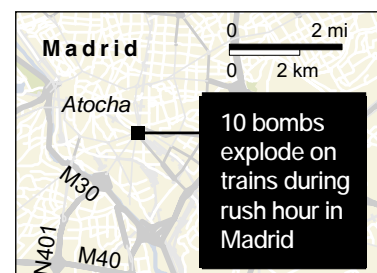 Madrid
0 2 mi
0 2 km
Atocha
10 bombs
explode on
trains during
rush hour in
Madrid
M30
N401
M40